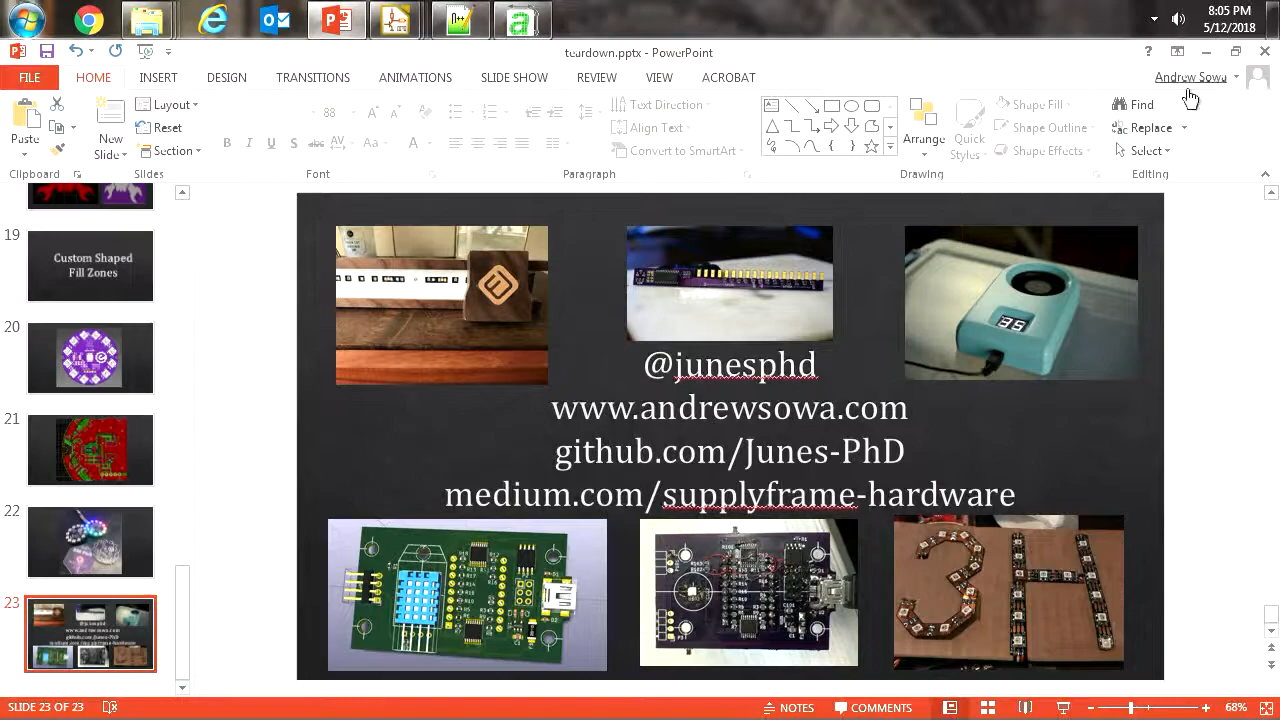 8:05 PM
5/12/2018
teardown.pptx - PowerPoint
FILE HOME INSERT DESIGN TRANSITIONS ANIMATIONS SLIDE SHOW REVIEW VIEW ACROBAT
Andrew Sowa
Paste
New Slide
Layout
Reset
Section
88
Text Direction
Align Text
Convert to SmartArt
Arrange
Quick Styles
Shape Fill
Shape Outline
Shape Effects
Find
Replace
Select
Clipboard Slides Font Paragraph Drawing Editing
19
Custom Shaped
Fill Zones
20
21
22
23
35
@junesphd
www.andrewsowa.com
github.com/Junes-PhD
medium.com/supplyframe-hardware
SLIDE 23 OF 23
NOTES
COMMENTS
68%